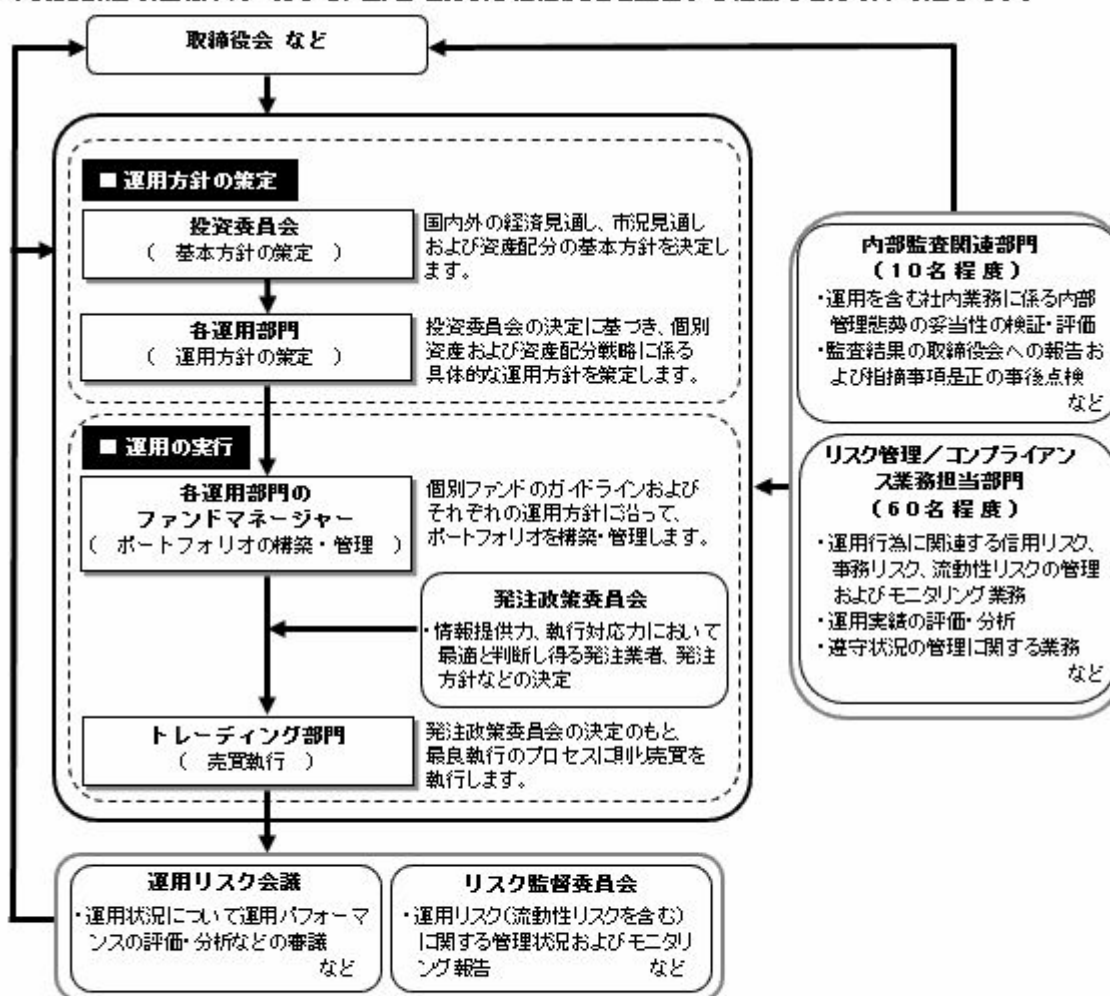 取締役会 など
■ 運用方針の策定
投資委員会
( 基本方針の策定 )
国内外の経済見通し、市況見通し
および資産配分の基本方針を決定し
ます。
各運用部門
( 運用方針の策定 )
投資委員会の決定に基づき、個別
資産および資産配分戦略に係る
具体的な運用方針を策定します。
■ 運用の実行
各運用部門の
ファンドマネージャー
( ポートフォリオの構築・管理 )
個別ファンドのガイドラインおよび
それぞれの運用方針に沿って、
ポートフォリオを構築・管理します。
発注政策委員会
・情報提供力、執行対応力において
最適と判断し得る発注業者、発注
方針などの決定
トレーディング部門
( 売買執行 )
発注政策委員会の決定のもと、
最良執行のプロセスに則り売買を
執行します。
内部監査関連部門
(10名程度)
・運用を含む社内業務に係る内部
管理態勢の妥当性の検証・評価
・監査結果の取締役会への報告お
よび指摘事項是正の事後点検
など
リスク管理/コンプライアン
ス業務担当部門
(60名程度)
・運用行為に関連する信用リスク、
事務リスク、流動性リスクの管理
およびモニタリング業務
・運用実績の評価・分析
・遵守状況の管理に関する業務
など
運用リスク会議
・運用状況について運用パフォーマ
ンスの評価・分析などの審議
など
リスク監督委員会
・運用リスク(流動性リスクを含む)
に関する管理状況およびモニタリ
ング報告 など